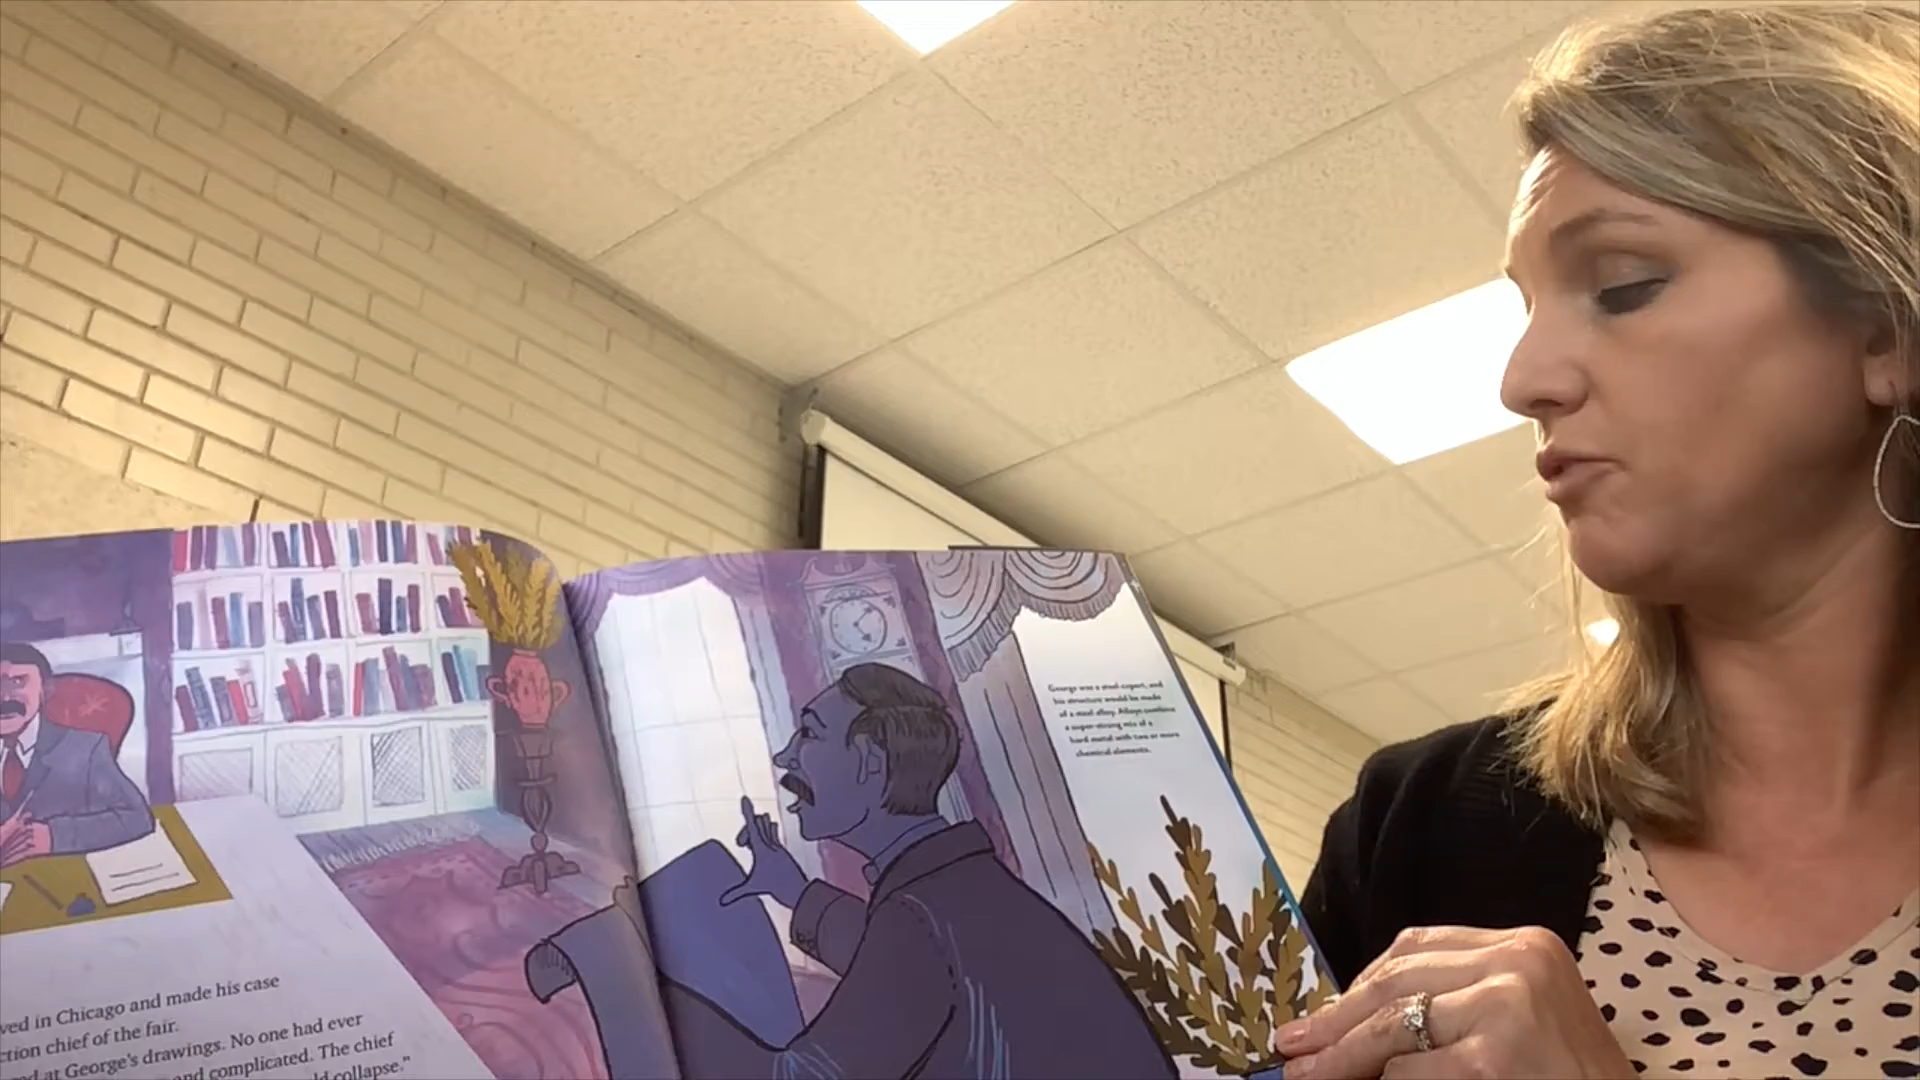 ved in Chicago and made his case
ction chief of the fair.
ed at George's drawings. No one had ever
and complicated. The chief
ld collapse."
George was a steel expert, and
his structure would be made
of a steel alloy. Alloys combine
a super-strong mix of a
hard metal with two or more
chemical elements.